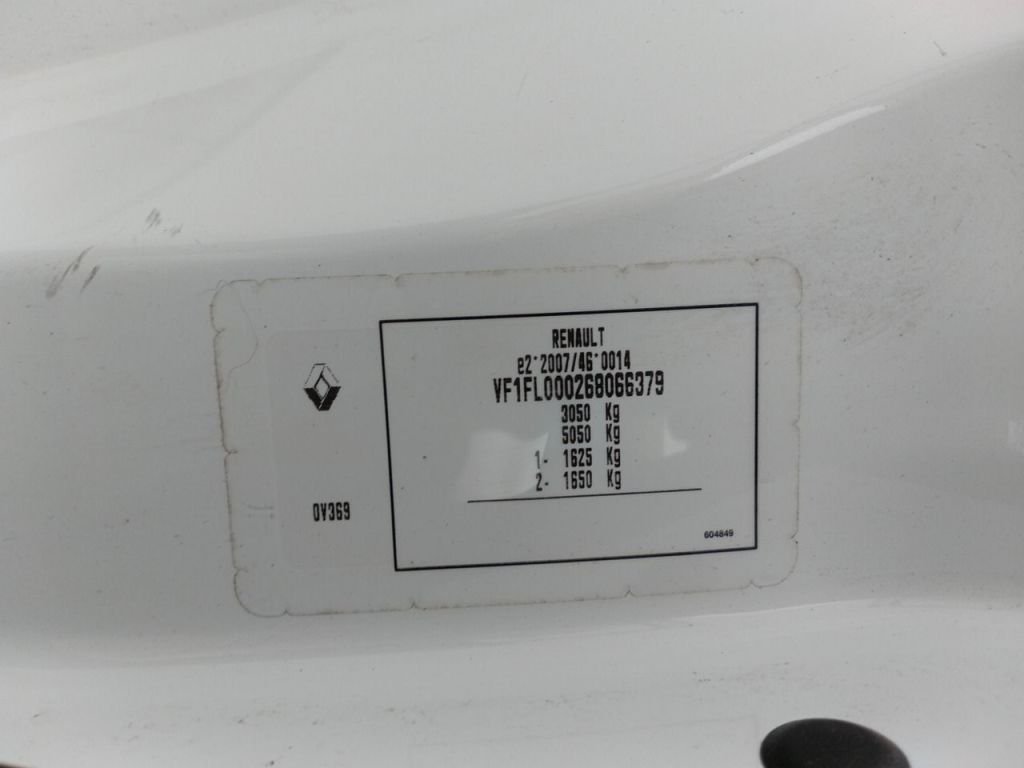 RENAULT
e2*2007/46*0014
VF1FL000268066379
3050 Kg
5050 Kg
1- 1625 Kg
2- 1650 Kg
0V369
604849